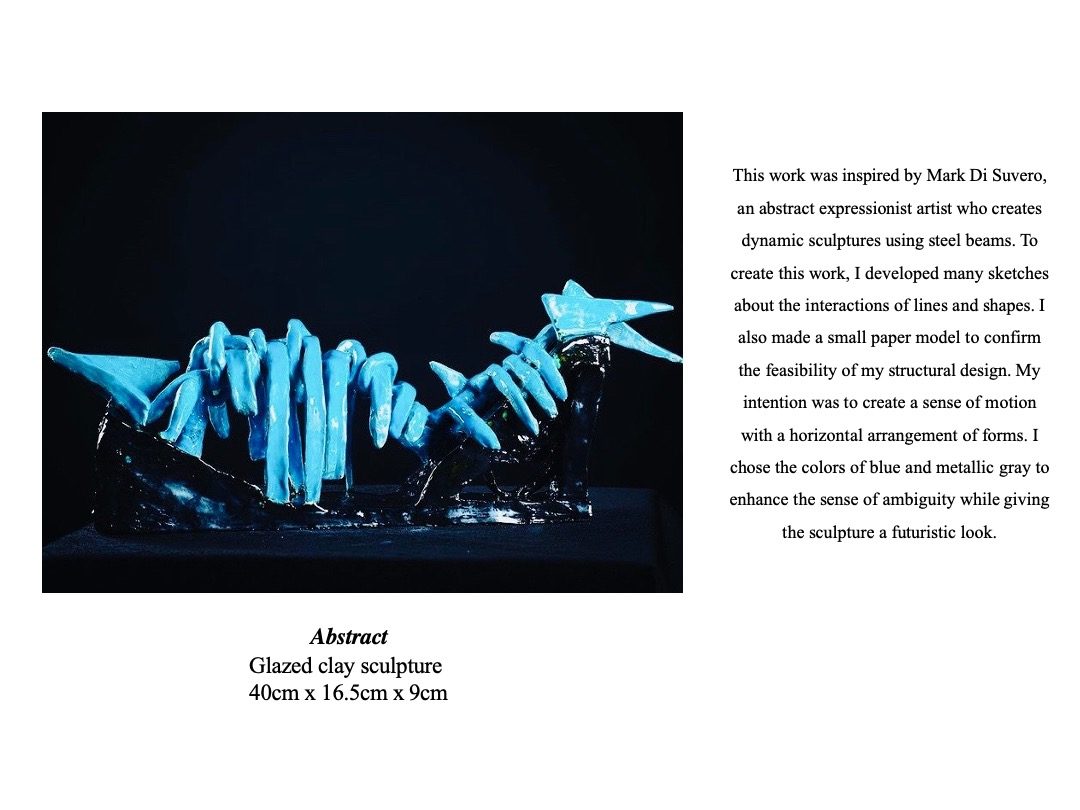 This work was inspired by Mark Di Suvero,
an abstract expressionist artist who creates
dynamic sculptures using steel beams. To
create this work, I developed many sketches
about the interactions of lines and shapes. I
also made a small paper model to confirm
the feasibility of my structural design. My
intention was to create a sense of motion
with a horizontal arrangement of forms. I
chose the colors of blue and metallic gray to
enhance the sense of ambiguity while giving
the sculpture a futuristic look.
Abstract
Glazed clay sculpture
40cm x 16.5cm x 9cm